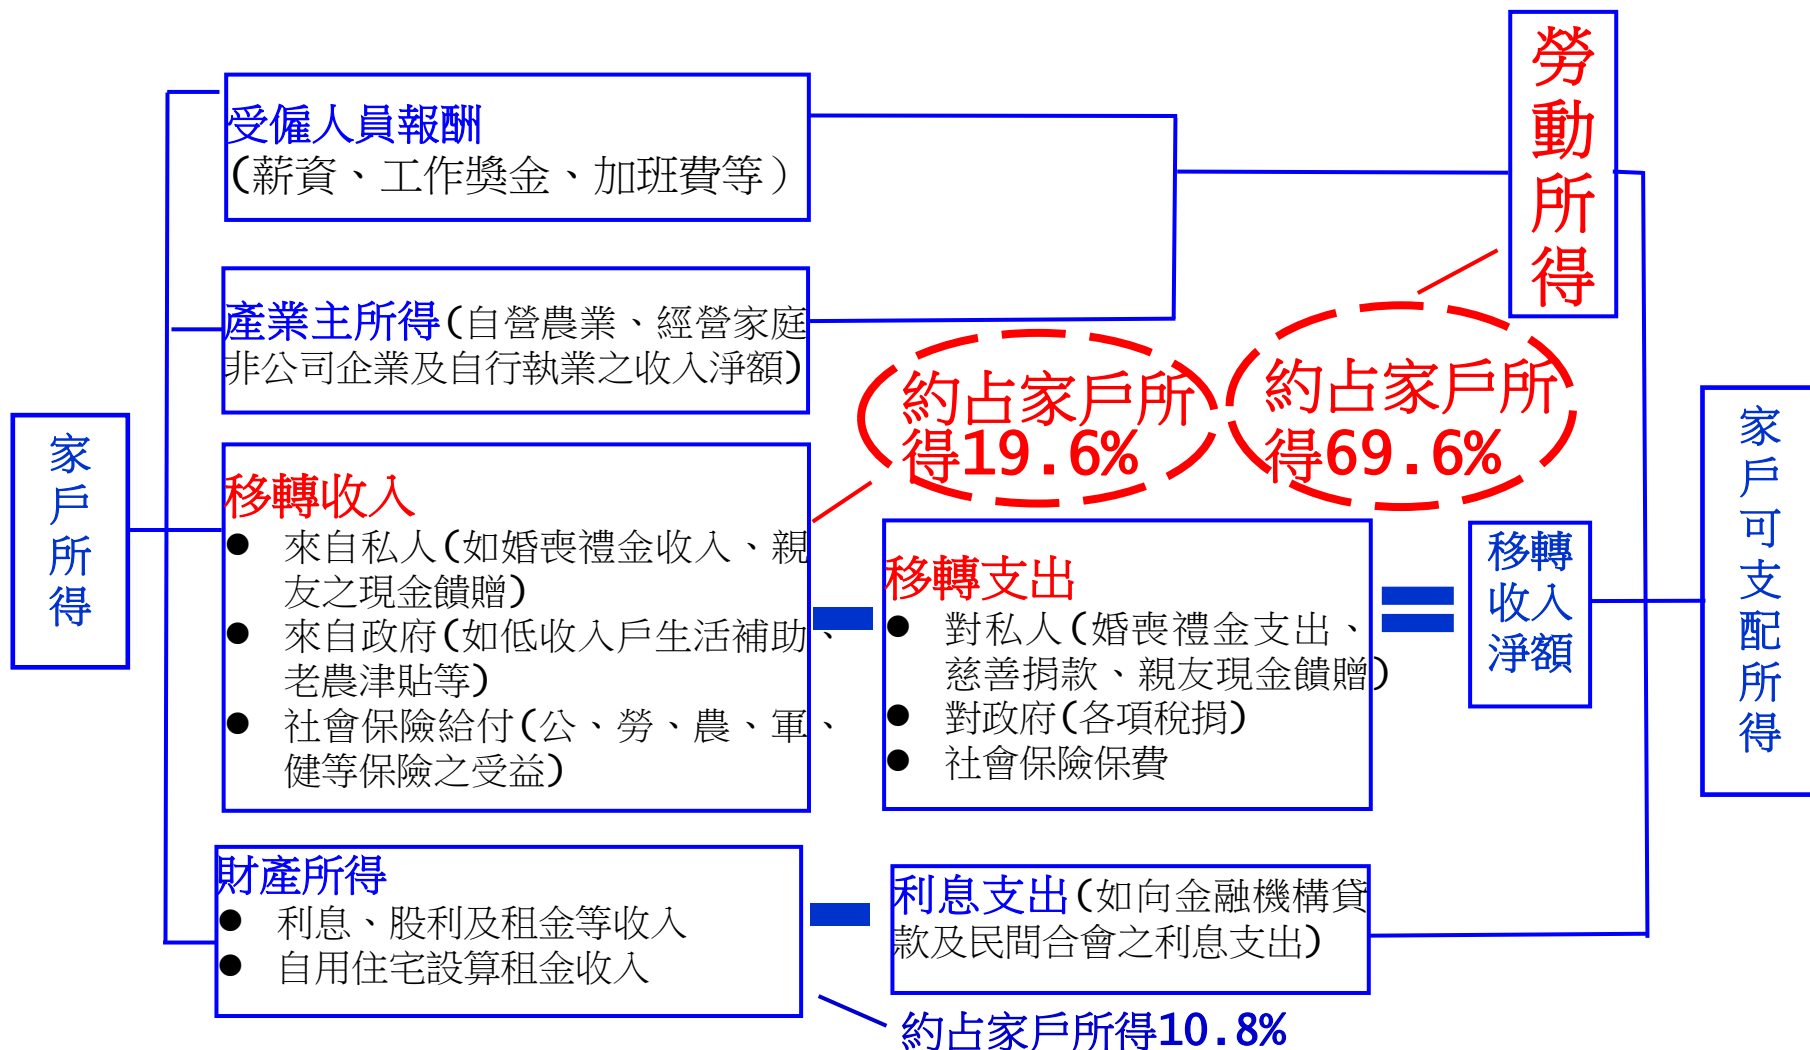 家戶所得
受僱人員報酬
(薪資、工作獎金、加班費等)
產業主所得(自營農業、經營家庭
非公司企業及自行執業之收入淨額)
移轉收入
● 來自私人(如婚喪禮金收入、親
友之現金饋贈)
● 來自政府(如低收入戶生活補助、
老農津貼等)
● 社會保險給付(公、勞、農、軍、
健等保險之受益)
財產所得
● 利息、股利及租金等收入
● 自用住宅設算租金收入
約占家戶所
得19.6%
約占家戶所
得69.6%
勞動所得
移轉支出
● 對私人(婚喪禮金支出、
慈善捐款、親友現金饋贈)
● 對政府(各項稅捐)
● 社會保險保費
移轉
收入
淨額
利息支出(如向金融機構貸
款及民間合會之利息支出)
約占家戶所得10.8%
家戶可支配所得